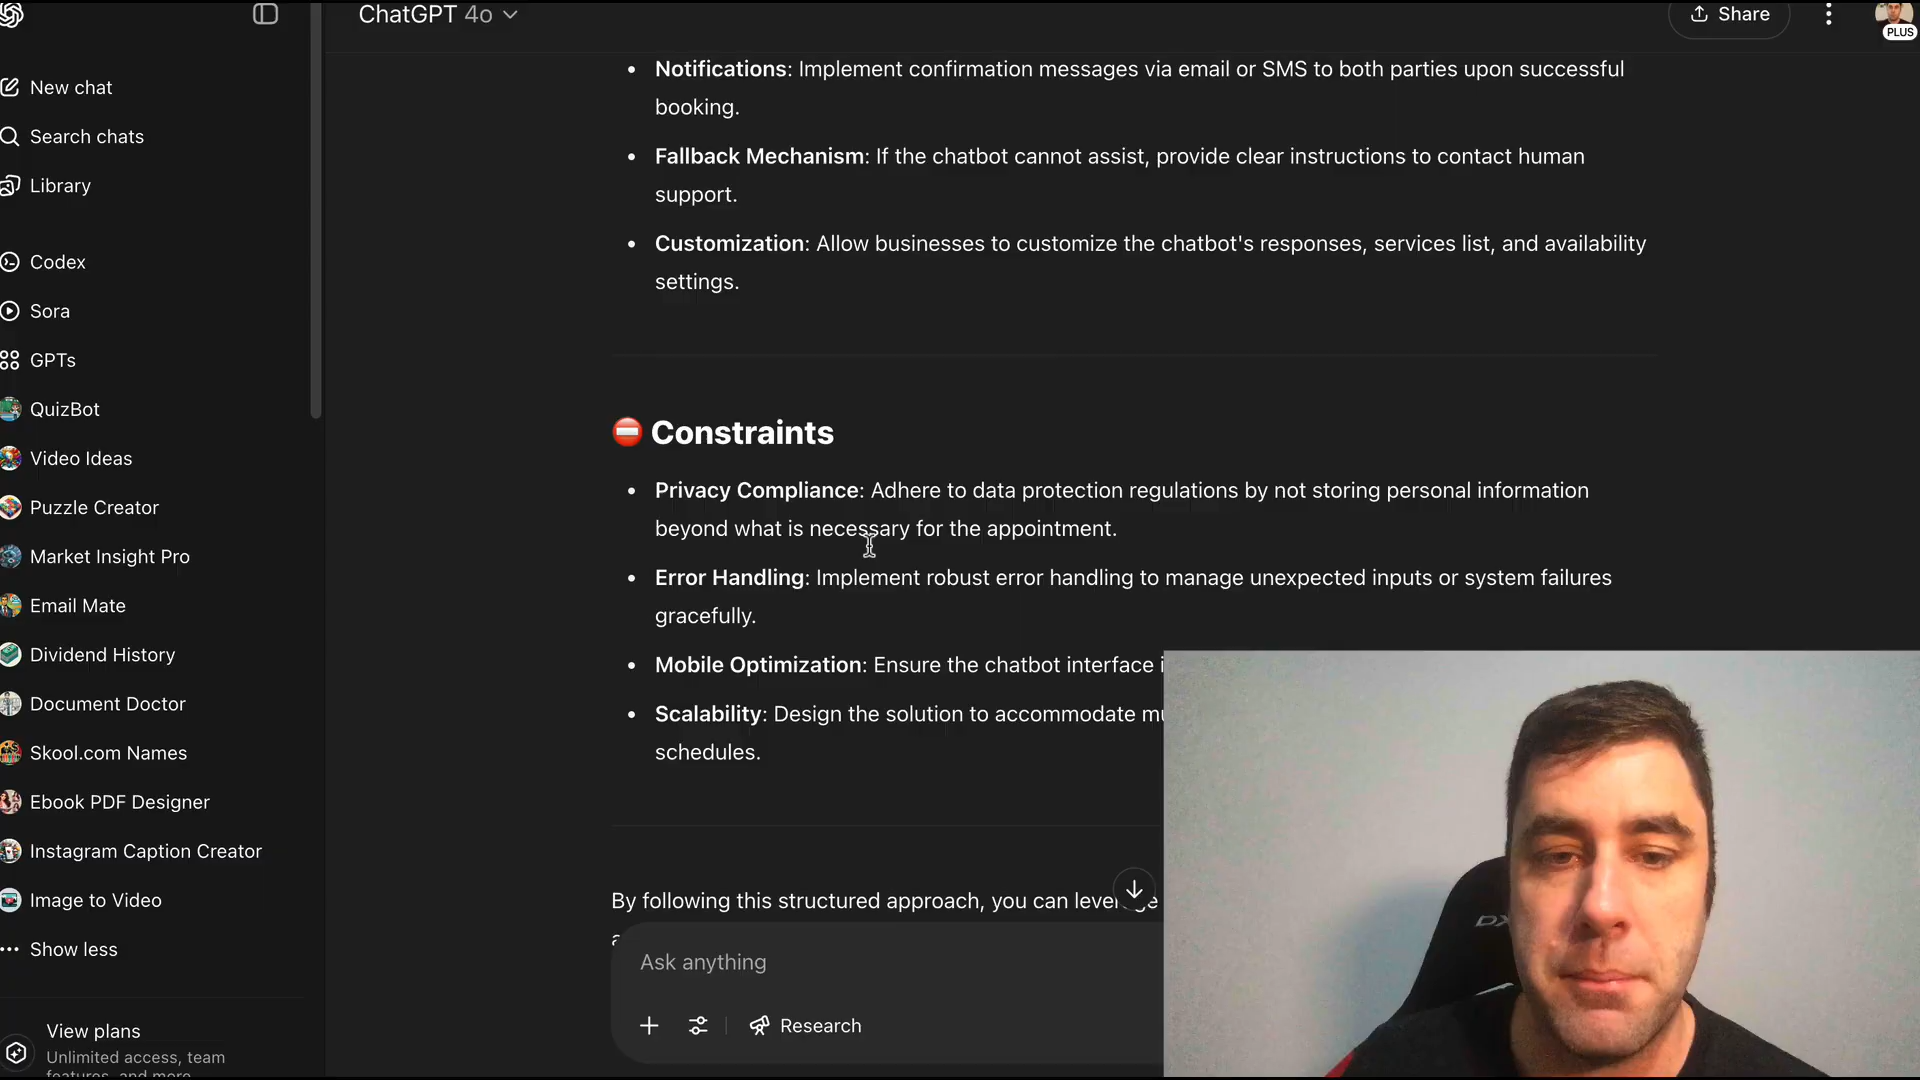 ChatGPT 4o
Share
PLUS
New chat
Search chats
Library
Codex
Sora
GPTs
QuizBot
Video Ideas
Puzzle Creator
Market Insight Pro
Email Mate
Dividend History
Document Doctor
Skool.com Names
Ebook PDF Designer
Instagram Caption Creator
Image to Video
Show less
View plans
Unlimited access, team
features, and more
• Notifications: Implement confirmation messages via email or SMS to both parties upon successful
booking.
• Fallback Mechanism: If the chatbot cannot assist, provide clear instructions to contact human
support.
• Customization: Allow businesses to customize the chatbot's responses, services list, and availability
settings.
⛔ Constraints
• Privacy Compliance: Adhere to data protection regulations by not storing personal information
beyond what is necessary for the appointment.
• Error Handling: Implement robust error handling to manage unexpected inputs or system failures
gracefully.
• Mobile Optimization: Ensure the chatbot interface
• Scalability: Design the solution to accommodate
schedules.
By following this structured approach, you can
Ask anything
Research